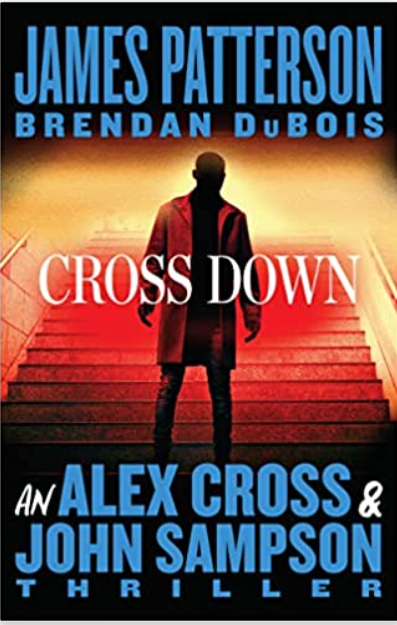 JAMES PATTERSON
BRENDAN DuBOIS
CROSS DOWN
AN ALEX CROSS &
JOHN SAMPSON
THRILLER